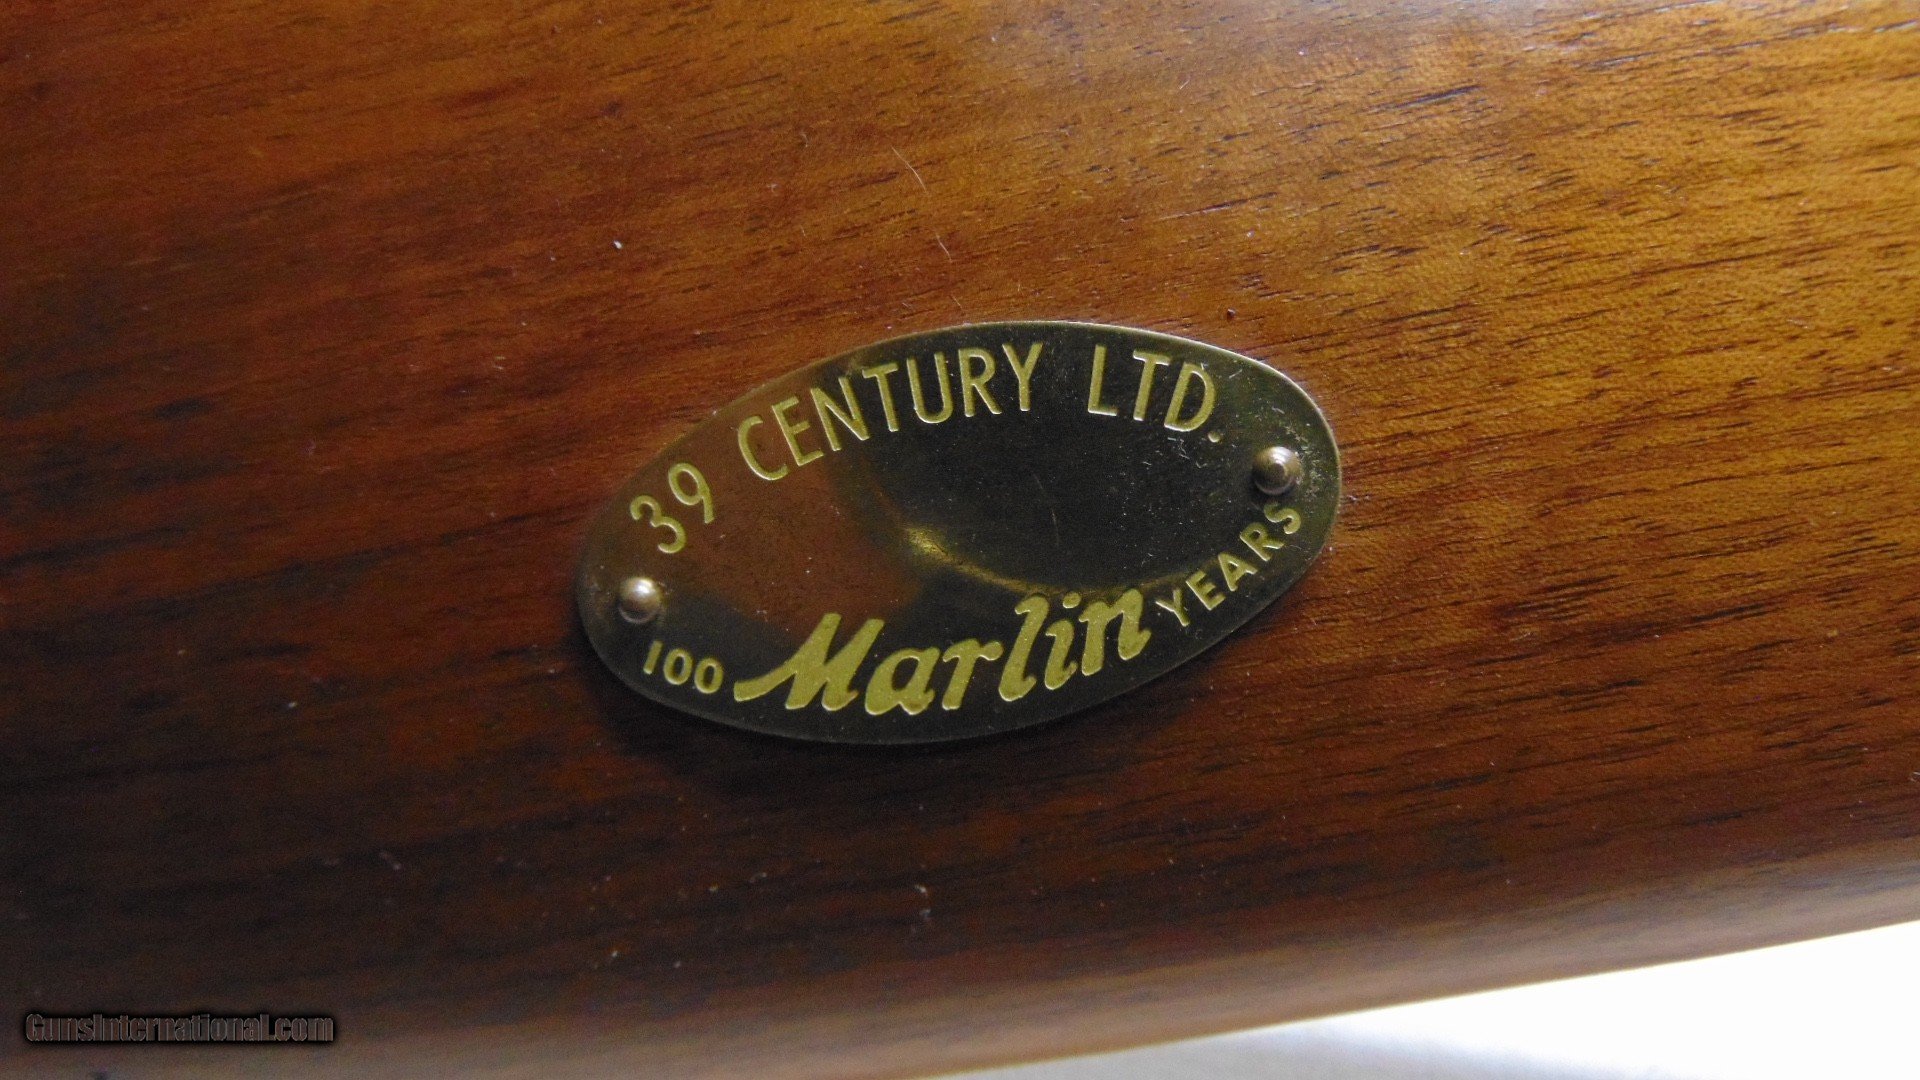 39 CENTURY LTD.
100 Marlin YEARS
GunsInternational.com